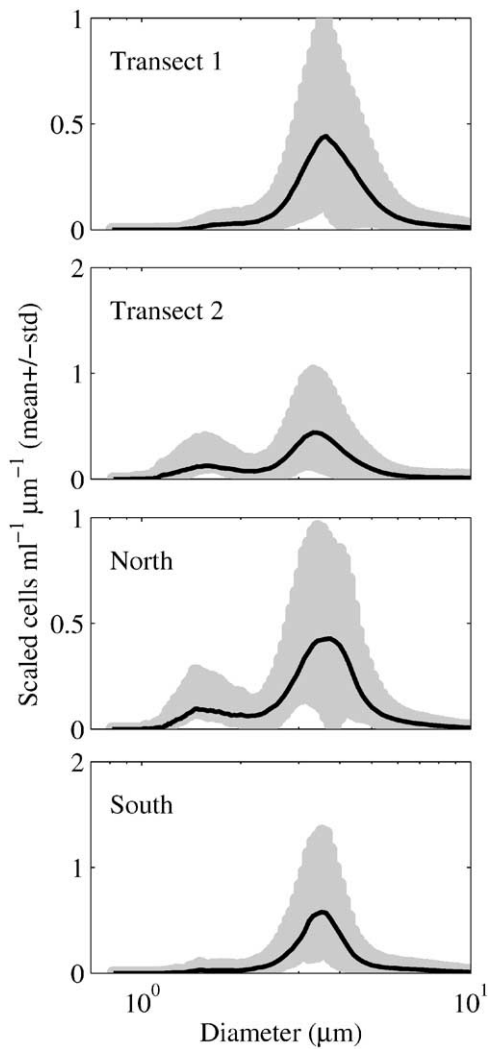 1
Transect 1
0.5
0
2
Transect 2
1
0
1
North
0.5
0
2
South
1
0
10⁰
10¹
Diameter (μm)
Scaled cells ml⁻¹ μm⁻¹ (mean+/−std)